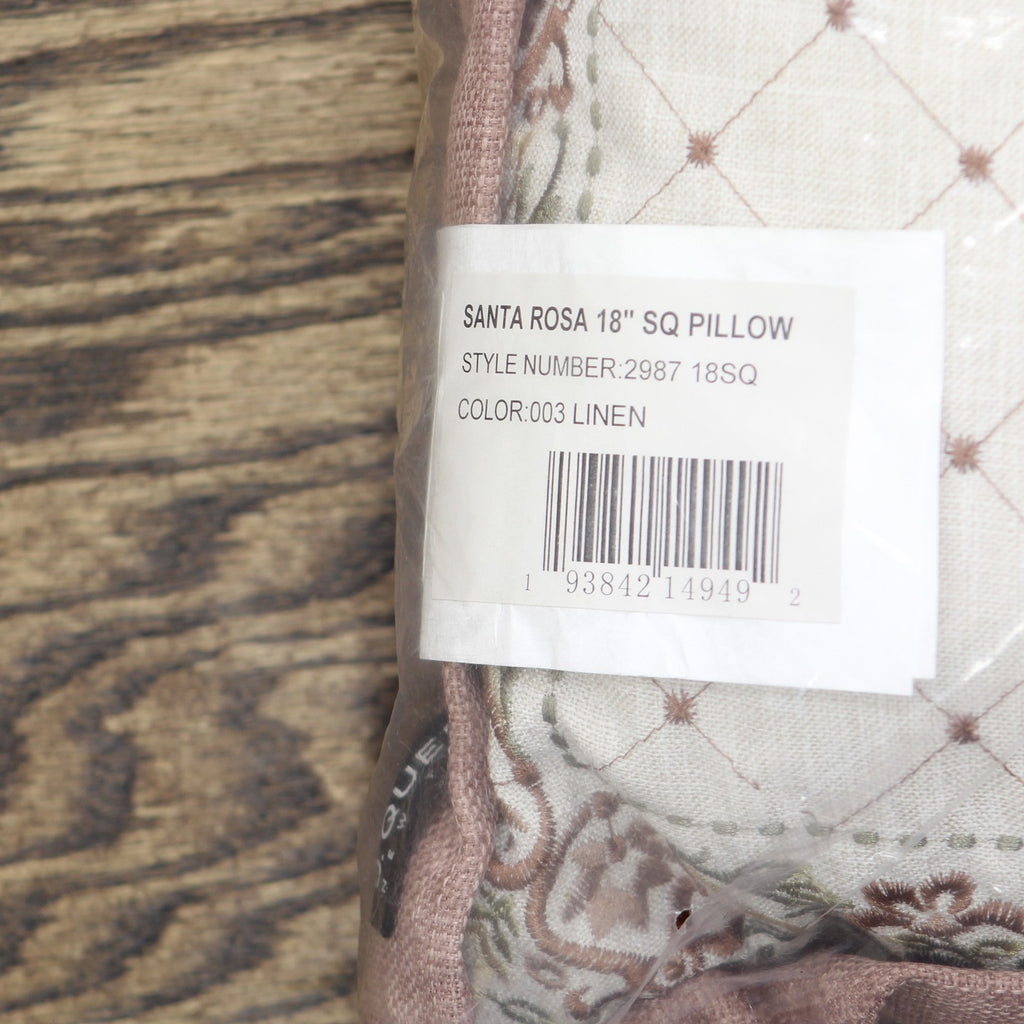 SANTA ROSA 18" SQ PILLOW
STYLE NUMBER:2987 18SQ
COLOR:003 LINEN
1 93842 14949 2